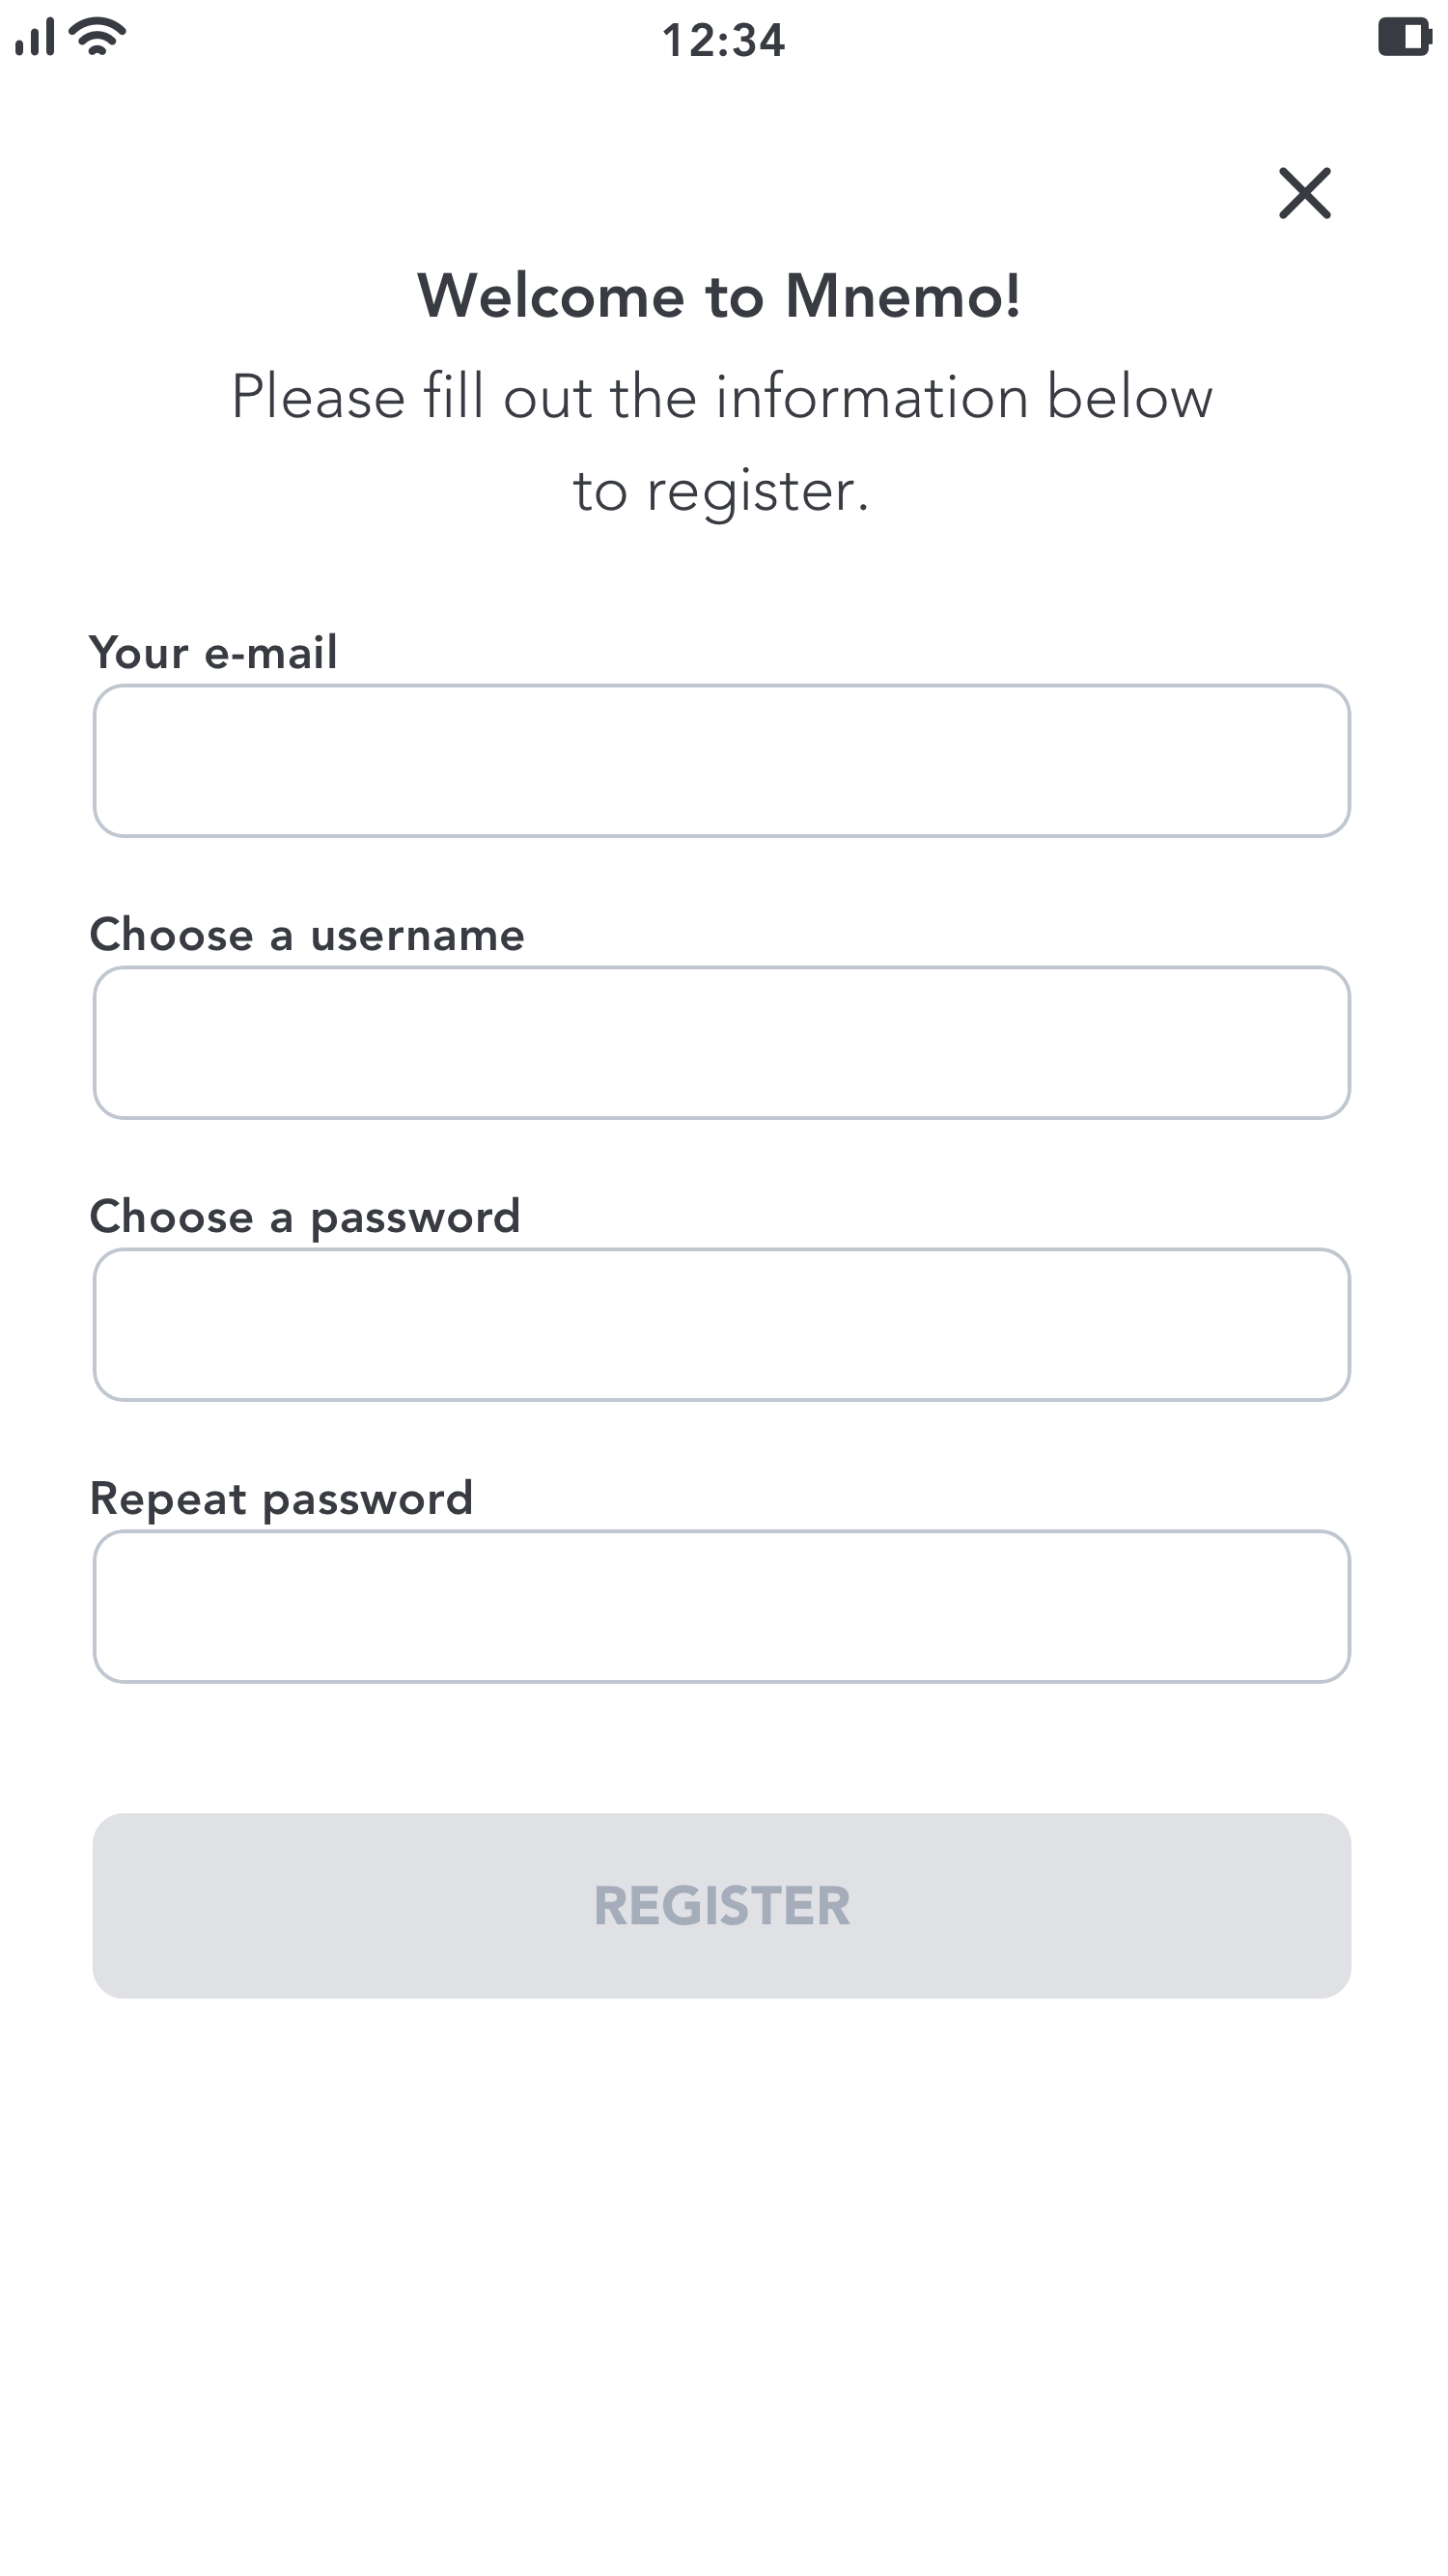 12:34
Welcome to Mnemo!
Please fill out the information below
to register.
Your e-mail
Choose a username
Choose a password
Repeat password
REGISTER